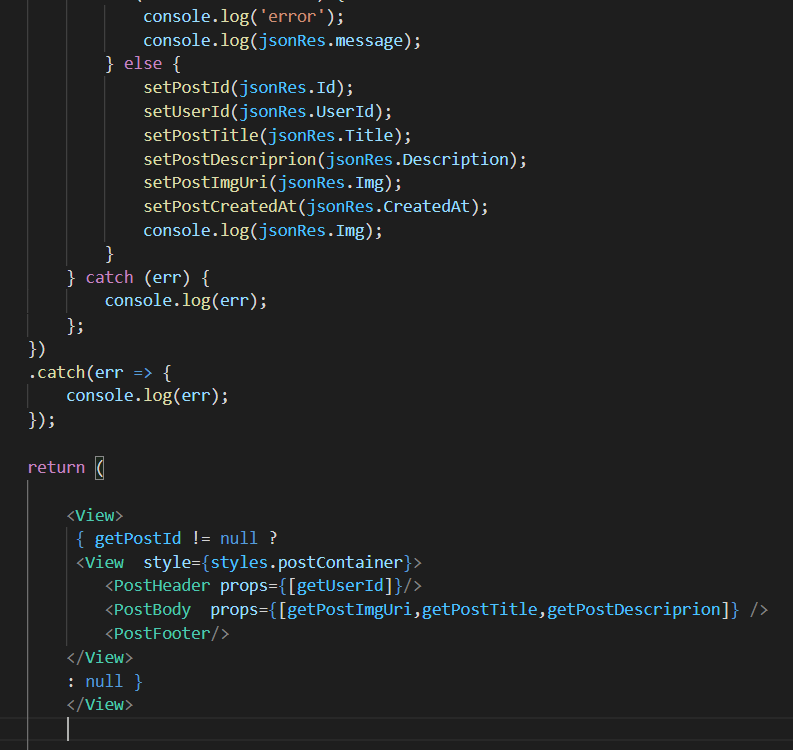 console.log('error');
console.log(jsonRes.message);
} else {
setPostId(jsonRes.Id);
setUserId(jsonRes.UserId);
setPostTitle(jsonRes.Title);
setPostDescriprion(jsonRes.Description);
setPostImgUri(jsonRes.Img);
setPostCreatedAt(jsonRes.CreatedAt);
console.log(jsonRes.Img);
}
} catch (err) {
console.log(err);
};
})
.catch(err => {
console.log(err);
});
return (
<View>
{ getPostId != null ?
<View  style={styles.postContainer}>
<PostHeader props={[getUserId]}/>
<PostBody  props={[getPostImgUri,getPostTitle,getPostDescriprion]} />
<PostFooter/>
</View>
: null }
</View>